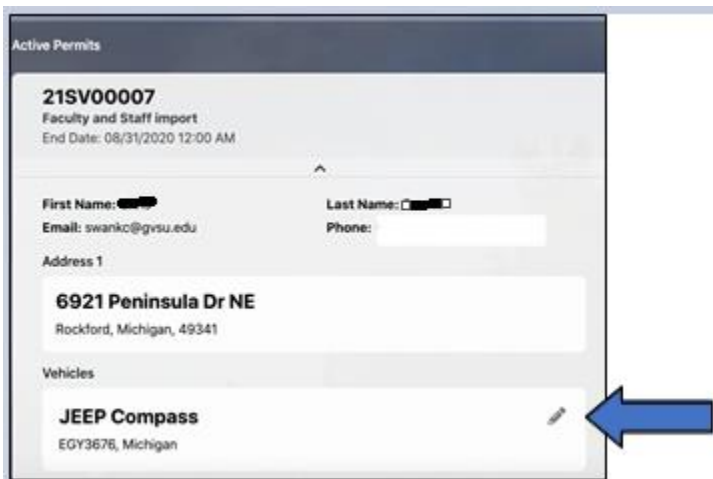 Active Permits
21SV00007
Faculty and Staff import
End Date: 08/31/2020 12:00 AM
First Name: Last Name:
Email: swankc@gvsu.edu Phone:
Address 1
6921 Peninsula Dr NE
Rockford, Michigan, 49341
Vehicles
JEEP Compass
EGY3676, Michigan